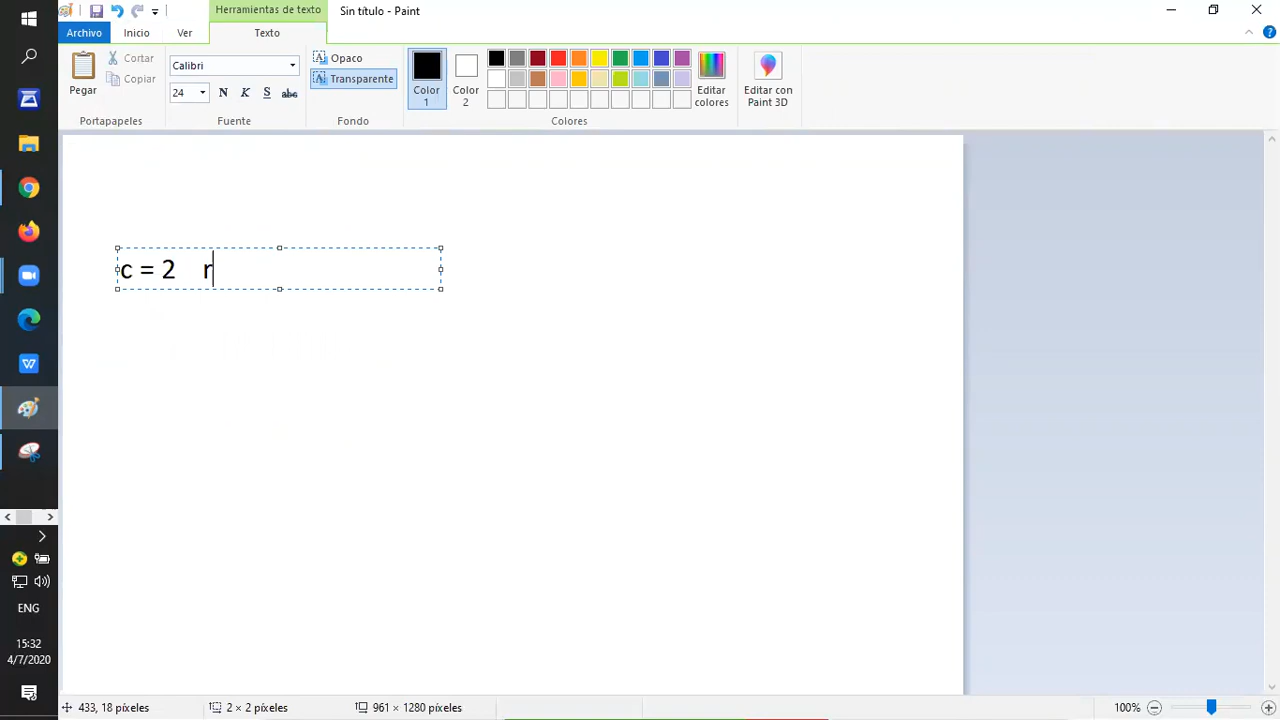 Herramientas de texto
Sin título - Paint
Archivo
Inicio
Ver
Texto
Pegar
Cortar
Copiar
Portapapeles
Calibri
24
N K S abc
Fuente
Opaco
Transparente
Fondo
Color 1
Color 2
Editar colores
Colores
Editar con Paint 3D
c = 2    r
ENG
15:32
4/7/2020
433, 18 píxeles
2 × 2 píxeles
961 × 1280 píxeles
100%